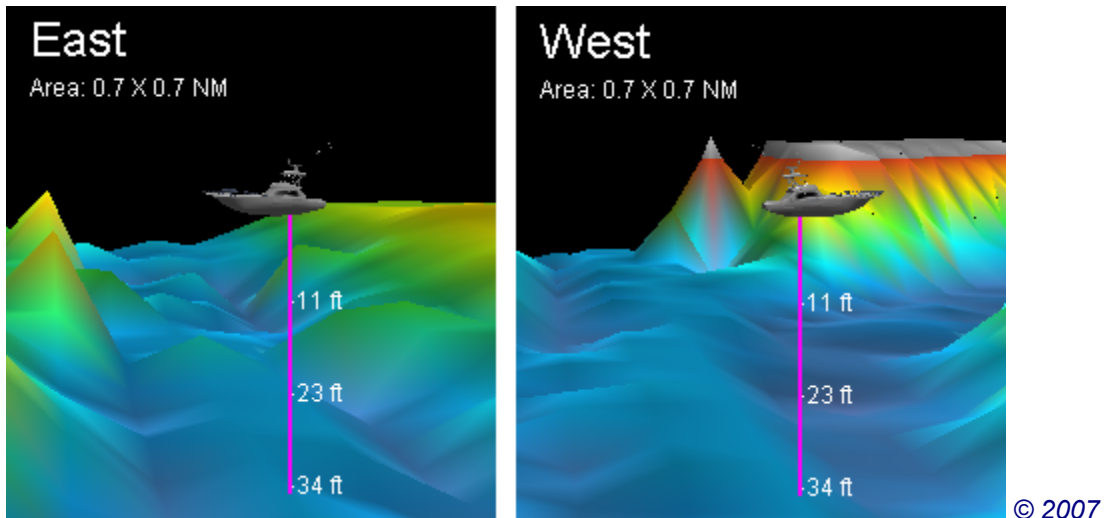 East
Area: 0.7 X 0.7 NM
-11 ft
-23 ft
-34 ft
West
Area: 0.7 X 0.7 NM
-11 ft
-23 ft
-34 ft
© 2007